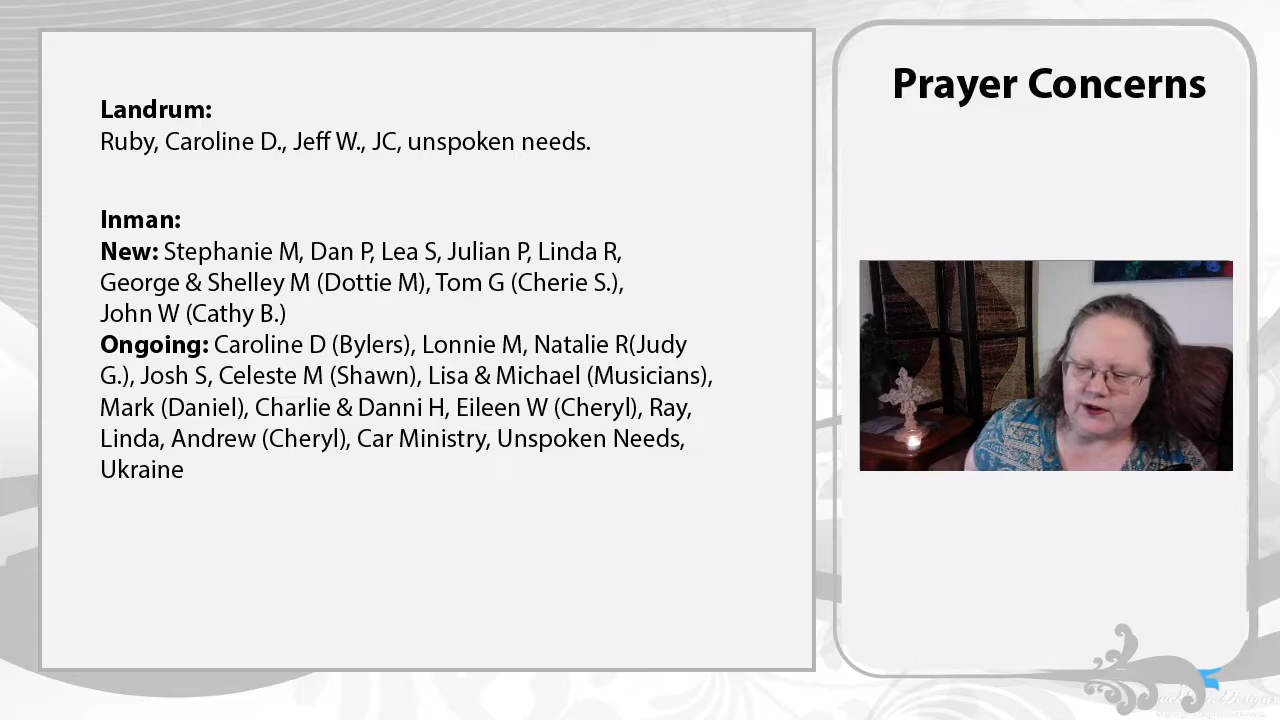 Prayer Concerns
Landrum:
Ruby, Caroline D., Jeff W., JC, unspoken needs.
Inman:
New: Stephanie M, Dan P, Lea S, Julian P, Linda R,
George & Shelley M (Dottie M), Tom G (Cherie S.),
John W (Cathy B.)
Ongoing: Caroline D (Bylers), Lonnie M, Natalie R(Judy
G.), Josh S, Celeste M (Shawn), Lisa & Michael (Musicians),
Mark (Daniel), Charlie & Danni H, Eileen W (Cheryl), Ray,
Linda, Andrew (Cheryl), Car Ministry, Unspoken Needs,
Ukraine